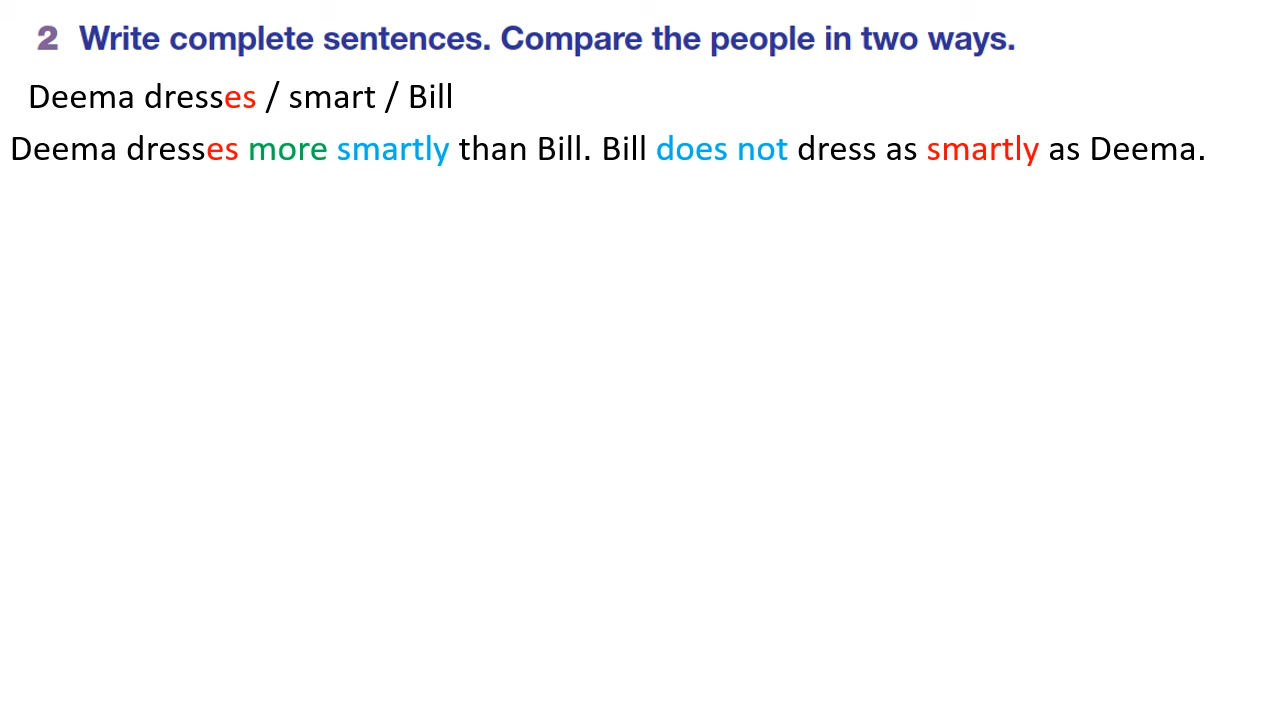 2 Write complete sentences. Compare the people in two ways.
Deema dresses / smart / Bill
Deema dresses more smartly than Bill. Bill does not dress as smartly as Deema.